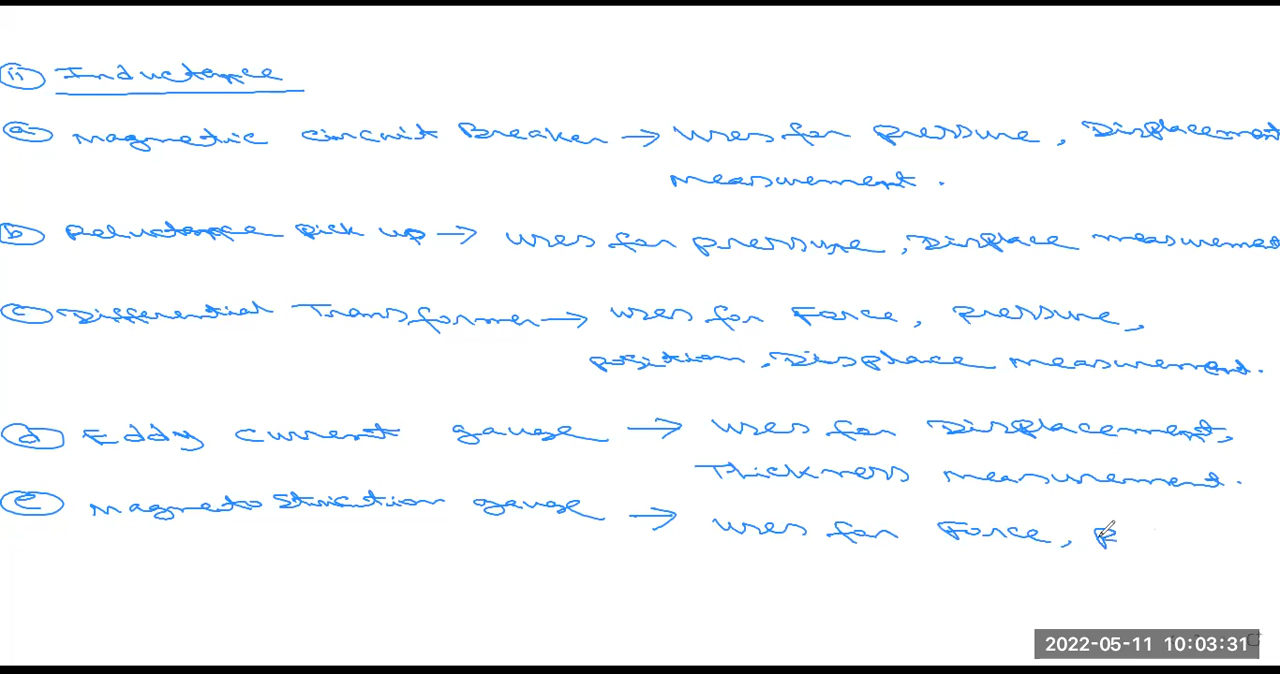 (ii) Inductance
(a) Magnetic circuit Breaker → Uses for pressure, Displacement
measurement.
(b) Reluctance pick up → uses for pressure, Displace measurement
(c) Differential Transformer → uses for Force, pressure,
position, Displace measurement.
(d) Eddy current gauge → uses for Displacement,
Thickness measurement.
(e) Magneto Striction gauge → uses for Force, P
2022-05-11 10:03:31